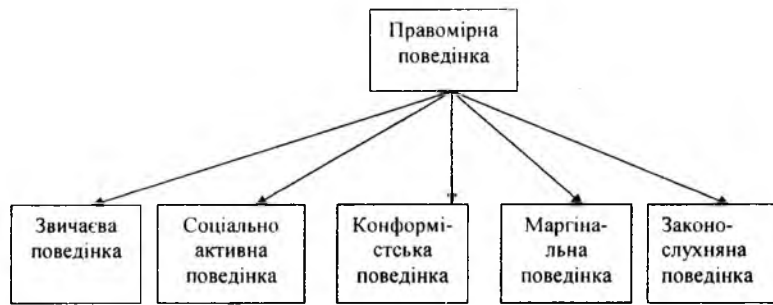 Правомірна
поведінка
Звичаєва
поведінка
Соціально
активна
поведінка
Конформі-
стська
поведінка
Маргіна-
льна
поведінка
Законо-
слухняна
поведінка